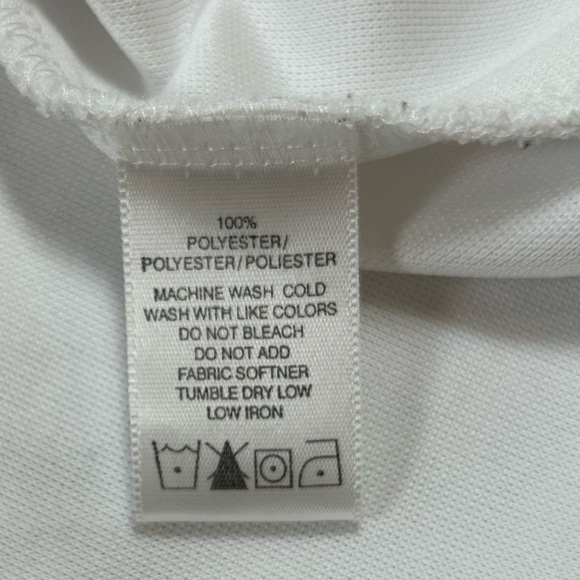 100%
POLYESTER/
POLYESTER/POLIESTER
MACHINE WASH COLD
WASH WITH LIKE COLORS
DO NOT BLEACH
DO NOT ADD
FABRIC SOFTNER
TUMBLE DRY LOW
LOW IRON